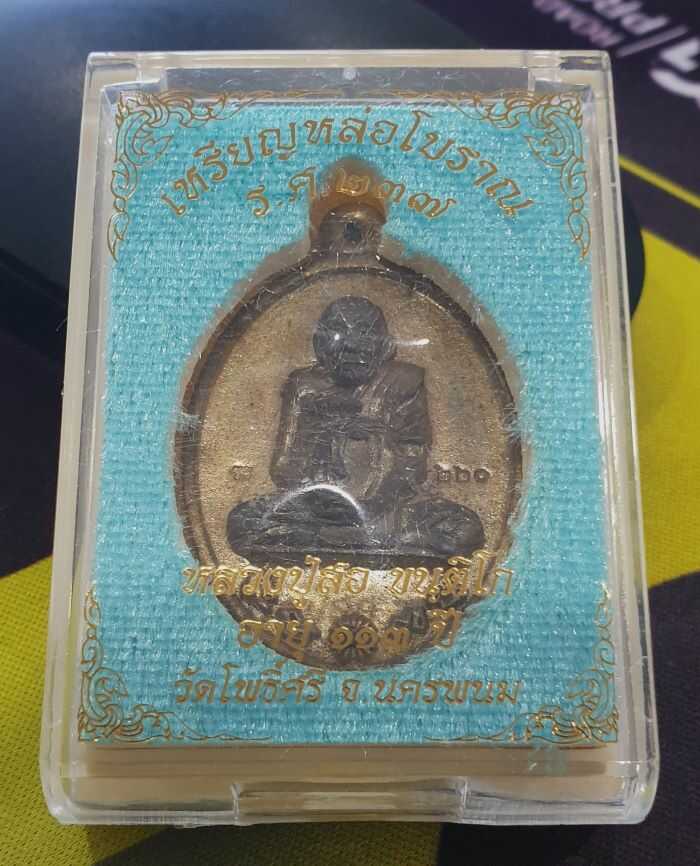 เหรียญหล่อโบราณ
ร.ศ.๒๓๗
๒๒๑
หลวงปู่สอ ขนฺติโก
อายุ ๑๑๓ ปี
วัดโพธิ์ศรี จ.นครพนม
ROAD